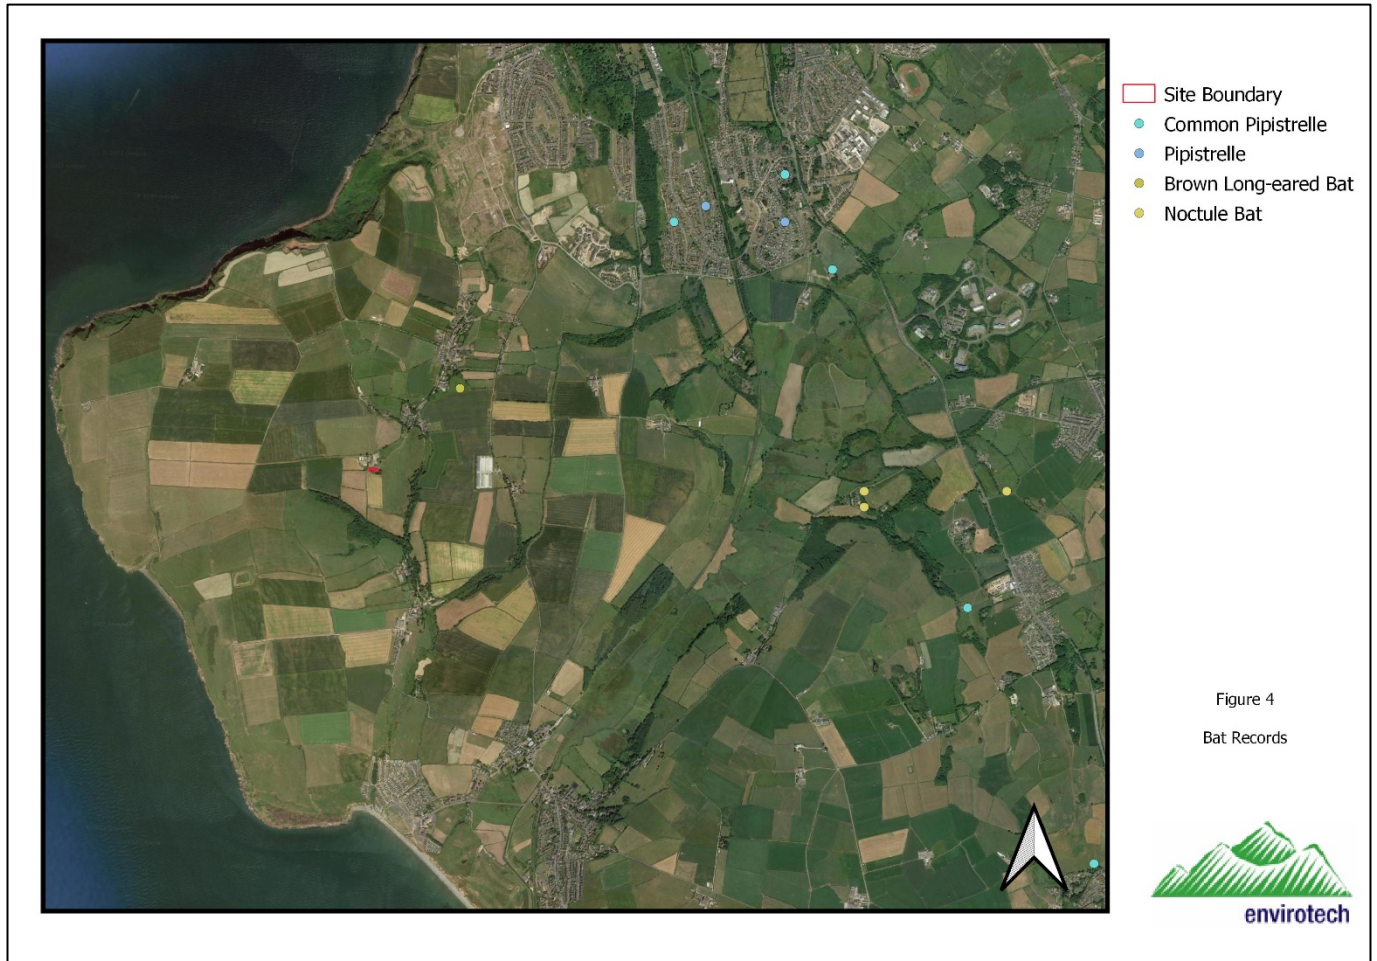 Site Boundary
Common Pipistrelle
Pipistrelle
Brown Long-eared Bat
Noctule Bat
Figure 4
Bat Records
envirotech